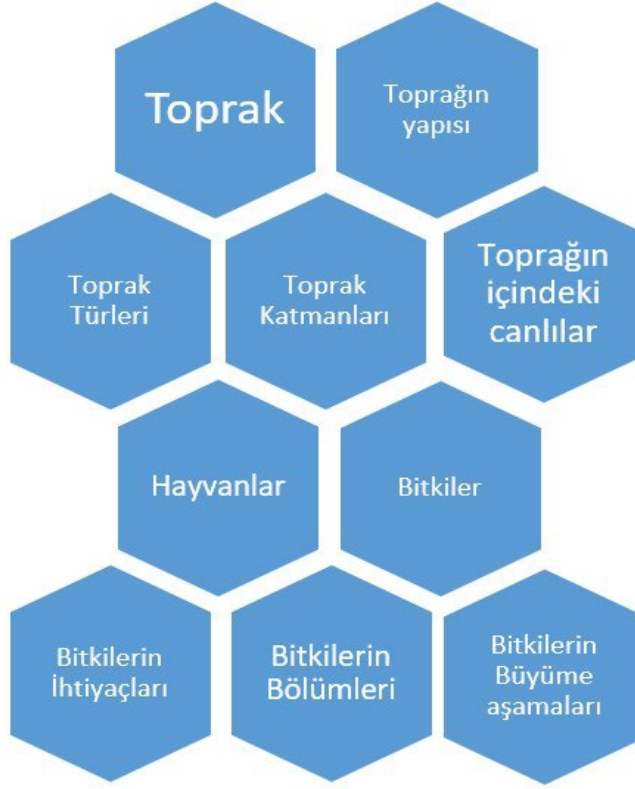 Toprak
Toprağın
yapısı
Toprak
Türleri
Toprak
Katmanları
Toprağın
içindeki
canlılar
Hayvanlar
Bitkiler
Bitkilerin
İhtiyaçları
Bitkilerin
Bölümleri
Bitkilerin
Büyüme
aşamaları